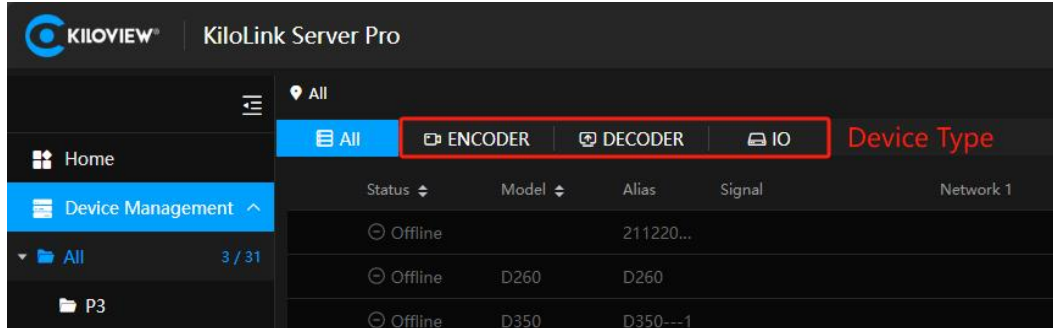 KILOVIEW® KiloLink Server Pro
All
All ENCODER DECODER IO Device Type
Home
Status Model Alias Signal Network 1
Device Management
Offline 211220...
All 3 / 31
Offline D260 D260
P3
Offline D350 D350---1